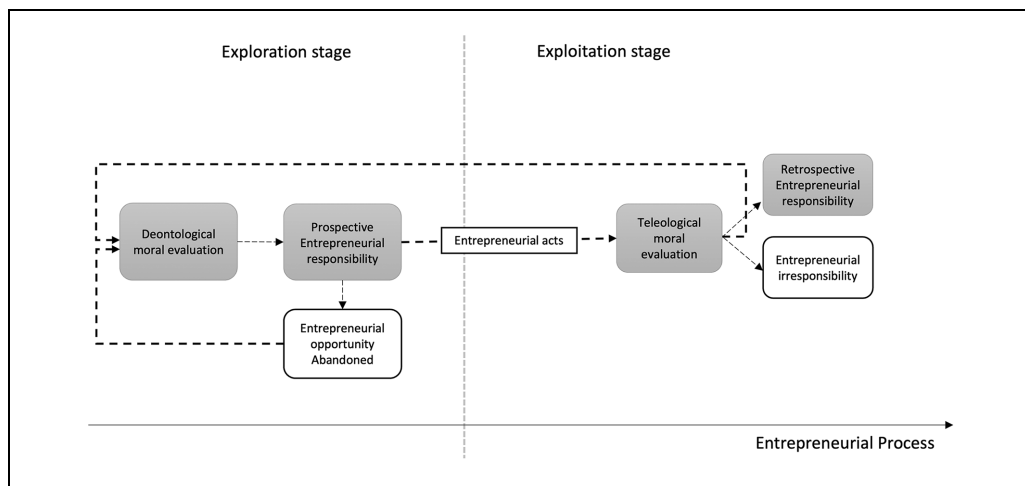 Exploration stage
Exploitation stage
Deontological
moral evaluation
Prospective
Entrepreneurial
responsibility
Entrepreneurial acts
Teleological
moral
evaluation
Retrospective
Entrepreneurial
responsibility
Entrepreneurial
irresponsibility
Entrepreneurial
opportunity
Abandoned
Entrepreneurial Process